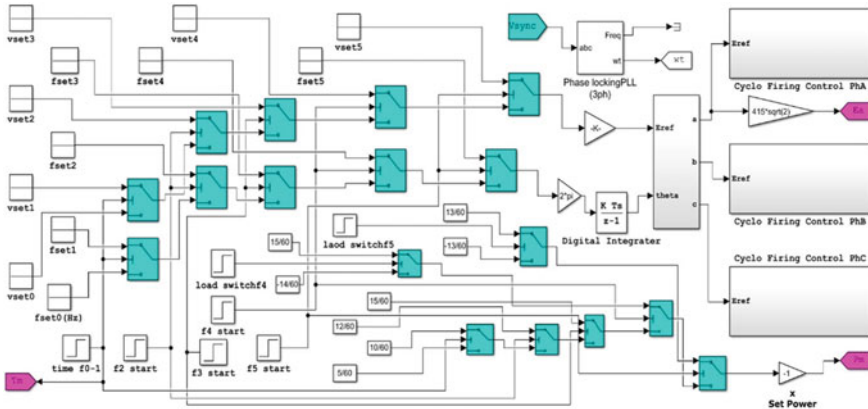 vset3
vset4
vset5
Vsync
abc
Freq
wt
wt
Phase lockingPLL
(3ph)
fset3
fset4
fset5
Eref
Cyclo Firing Control PhA
vset2
fset2
-K-
Eref
theta
a
b
c
415*sqrt(2)
Ea
Eref
Cyclo Firing Control PhB
vset1
2*pi
K Ts
z-1
Digital Integrater
fset1
vset0
fset0(Hz)
13/60
-13/60
laod switchf5
15/60
-14/60
load switchf4
Eref
Cyclo Firing Control PhC
f4 start
15/60
12/60
10/60
5/60
time f0-1
f2 start
f3 start
f5 start
Tm
-1
x
Set Power
Pm